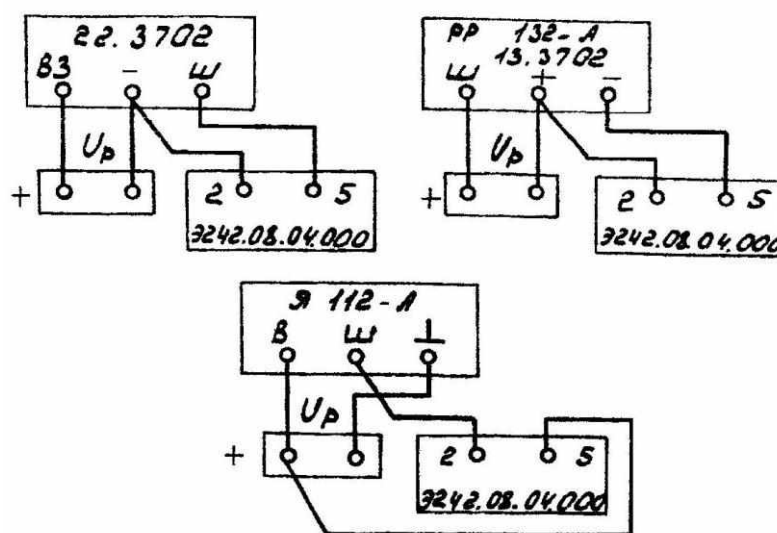 22.3702
ВЗ − Ш
Uр
+
2 5
Э242.08.04.000
РР 132-А
13.3702
Ш + −
Uр
+
2 5
Э242.08.04.000
Я 112-А
В Ш ⊥
Uр
+
2 5
Э242.08.04.000